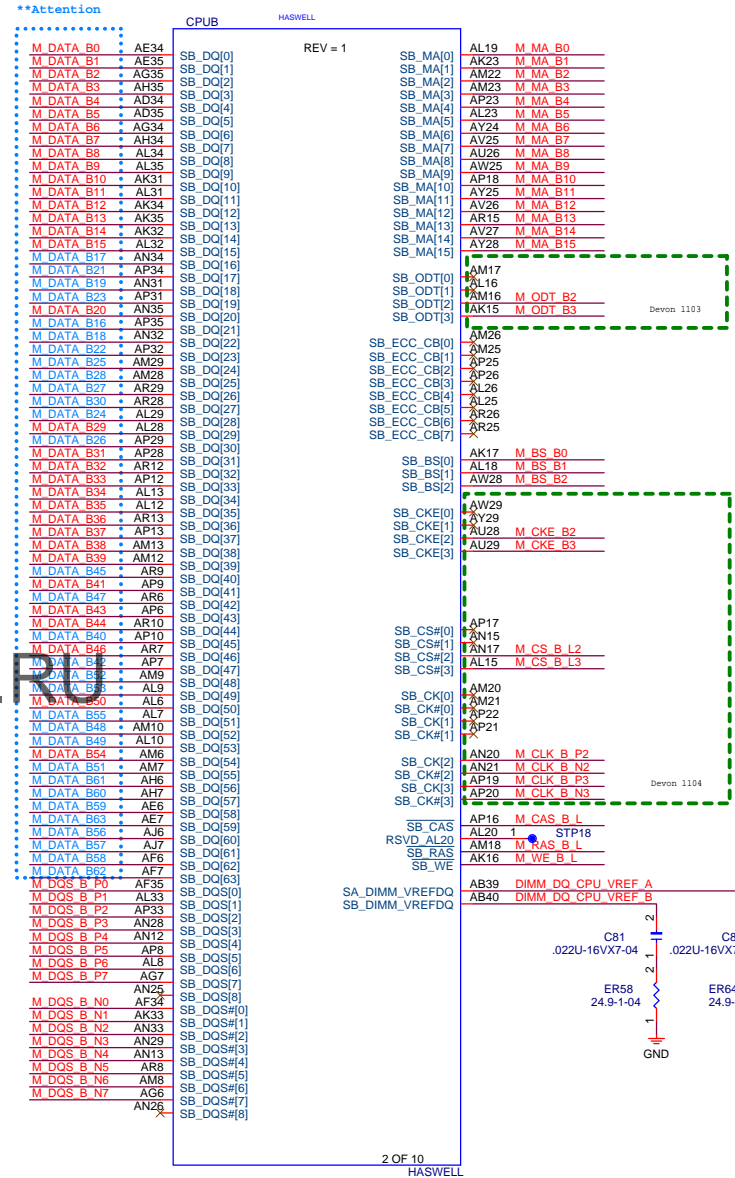 **Attention
CPUB
HASWELL
REV = 1
M_DATA_B0 AE34 SB_DQ[0]
M_DATA_B1 AE35 SB_DQ[1]
M_DATA_B2 AG35 SB_DQ[2]
M_DATA_B3 AH35 SB_DQ[3]
M_DATA_B4 AD34 SB_DQ[4]
M_DATA_B5 AD35 SB_DQ[5]
M_DATA_B6 AG34 SB_DQ[6]
M_DATA_B7 AH34 SB_DQ[7]
M_DATA_B8 AL34 SB_DQ[8]
M_DATA_B9 AL35 SB_DQ[9]
M_DATA_B10 AK31 SB_DQ[10]
M_DATA_B11 AL31 SB_DQ[11]
M_DATA_B12 AK34 SB_DQ[12]
M_DATA_B13 AK35 SB_DQ[13]
M_DATA_B14 AK32 SB_DQ[14]
M_DATA_B15 AL32 SB_DQ[15]
M_DATA_B17 AN34 SB_DQ[16]
M_DATA_B21 AP34 SB_DQ[17]
M_DATA_B19 AN31 SB_DQ[18]
M_DATA_B23 AP31 SB_DQ[19]
M_DATA_B20 AN35 SB_DQ[20]
M_DATA_B16 AP35 SB_DQ[21]
M_DATA_B18 AN32 SB_DQ[22]
M_DATA_B22 AP32 SB_DQ[23]
M_DATA_B25 AM29 SB_DQ[24]
M_DATA_B28 AM28 SB_DQ[25]
M_DATA_B27 AR29 SB_DQ[26]
M_DATA_B30 AR28 SB_DQ[27]
M_DATA_B24 AL29 SB_DQ[28]
M_DATA_B29 AL28 SB_DQ[29]
M_DATA_B26 AP29 SB_DQ[30]
M_DATA_B31 AP28 SB_DQ[31]
M_DATA_B32 AR12 SB_DQ[32]
M_DATA_B33 AP12 SB_DQ[33]
M_DATA_B34 AL13 SB_DQ[34]
M_DATA_B35 AL12 SB_DQ[35]
M_DATA_B36 AR13 SB_DQ[36]
M_DATA_B37 AP13 SB_DQ[37]
M_DATA_B38 AM13 SB_DQ[38]
M_DATA_B39 AM12 SB_DQ[39]
M_DATA_B45 AR9 SB_DQ[40]
M_DATA_B41 AP9 SB_DQ[41]
M_DATA_B47 AR6 SB_DQ[42]
M_DATA_B43 AP6 SB_DQ[43]
M_DATA_B44 AR10 SB_DQ[44]
M_DATA_B40 AP10 SB_DQ[45]
M_DATA_B46 AR7 SB_DQ[46]
M_DATA_B42 AP7 SB_DQ[47]
M_DATA_B52 AM9 SB_DQ[48]
M_DATA_B53 AL9 SB_DQ[49]
M_DATA_B50 AL6 SB_DQ[50]
M_DATA_B55 AL7 SB_DQ[51]
M_DATA_B48 AM10 SB_DQ[52]
M_DATA_B49 AL10 SB_DQ[53]
M_DATA_B54 AM6 SB_DQ[54]
M_DATA_B51 AM7 SB_DQ[55]
M_DATA_B61 AH6 SB_DQ[56]
M_DATA_B60 AH7 SB_DQ[57]
M_DATA_B59 AE6 SB_DQ[58]
M_DATA_B63 AE7 SB_DQ[59]
M_DATA_B56 AJ6 SB_DQ[60]
M_DATA_B57 AJ7 SB_DQ[61]
M_DATA_B58 AF6 SB_DQ[62]
M_DATA_B62 AF7 SB_DQ[63]
M_DQS_B_P0 AF35 SB_DQS[0]
M_DQS_B_P1 AL33 SB_DQS[1]
M_DQS_B_P2 AP33 SB_DQS[2]
M_DQS_B_P3 AN28 SB_DQS[3]
M_DQS_B_P4 AN12 SB_DQS[4]
M_DQS_B_P5 AP8 SB_DQS[5]
M_DQS_B_P6 AL8 SB_DQS[6]
M_DQS_B_P7 AG7 SB_DQS[7]
AN25 SB_DQS[8]
M_DQS_B_N0 AF34 SB_DQS#[0]
M_DQS_B_N1 AK33 SB_DQS#[1]
M_DQS_B_N2 AN33 SB_DQS#[2]
M_DQS_B_N3 AN29 SB_DQS#[3]
M_DQS_B_N4 AN13 SB_DQS#[4]
M_DQS_B_N5 AR8 SB_DQS#[5]
M_DQS_B_N6 AM8 SB_DQS#[6]
M_DQS_B_N7 AG6 SB_DQS#[7]
AN26 SB_DQS#[8]
RU
SB_MA[0] AL19 M_MA_B0
SB_MA[1] AK23 M_MA_B1
SB_MA[2] AM22 M_MA_B2
SB_MA[3] AM23 M_MA_B3
SB_MA[4] AP23 M_MA_B4
SB_MA[5] AL23 M_MA_B5
SB_MA[6] AY24 M_MA_B6
SB_MA[7] AV25 M_MA_B7
SB_MA[8] AU26 M_MA_B8
SB_MA[9] AW25 M_MA_B9
SB_MA[10] AP18 M_MA_B10
SB_MA[11] AY25 M_MA_B11
SB_MA[12] AV26 M_MA_B12
SB_MA[13] AR15 M_MA_B13
SB_MA[14] AV27 M_MA_B14
SB_MA[15] AY28 M_MA_B15
SB_ODT[0] AM17
SB_ODT[1] AL16
SB_ODT[2] AM16 M_ODT_B2
SB_ODT[3] AK15 M_ODT_B3
Devon 1103
SB_ECC_CB[0] AM26
SB_ECC_CB[1] AM25
SB_ECC_CB[2] AP25
SB_ECC_CB[3] AP26
SB_ECC_CB[4] AL26
SB_ECC_CB[5] AL25
SB_ECC_CB[6] AR26
SB_ECC_CB[7] AR25
SB_BS[0] AK17 M_BS_B0
SB_BS[1] AL18 M_BS_B1
SB_BS[2] AW28 M_BS_B2
SB_CKE[0] AW29
SB_CKE[1] AY29
SB_CKE[2] AU28 M_CKE_B2
SB_CKE[3] AU29 M_CKE_B3
SB_CS#[0] AP17
SB_CS#[1] AN15
SB_CS#[2] AN17 M_CS_B_L2
SB_CS#[3] AL15 M_CS_B_L3
SB_CK[0] AM20
SB_CK#[0] AM21
SB_CK[1] AP22
SB_CK#[1] AP21
SB_CK[2] AN20 M_CLK_B_P2
SB_CK#[2] AN21 M_CLK_B_N2
SB_CK[3] AP19 M_CLK_B_P3
SB_CK#[3] AP20 M_CLK_B_N3
Devon 1104
SB_CAS AP16 M_CAS_B_L
RSVD_AL20 AL20 1 STP18
SB_RAS AM18 M_RAS_B_L
SB_WE AK16 M_WE_B_L
SA_DIMM_VREFDQ AB39 DIMM_DQ_CPU_VREF_A
SB_DIMM_VREFDQ AB40 DIMM_DQ_CPU_VREF_B
2
C81 C8
.022U-16VX7-04 .022U-16VX7
1
2
ER58 ER64
24.9-1-04 24.9-
1
GND
2 OF 10
HASWELL